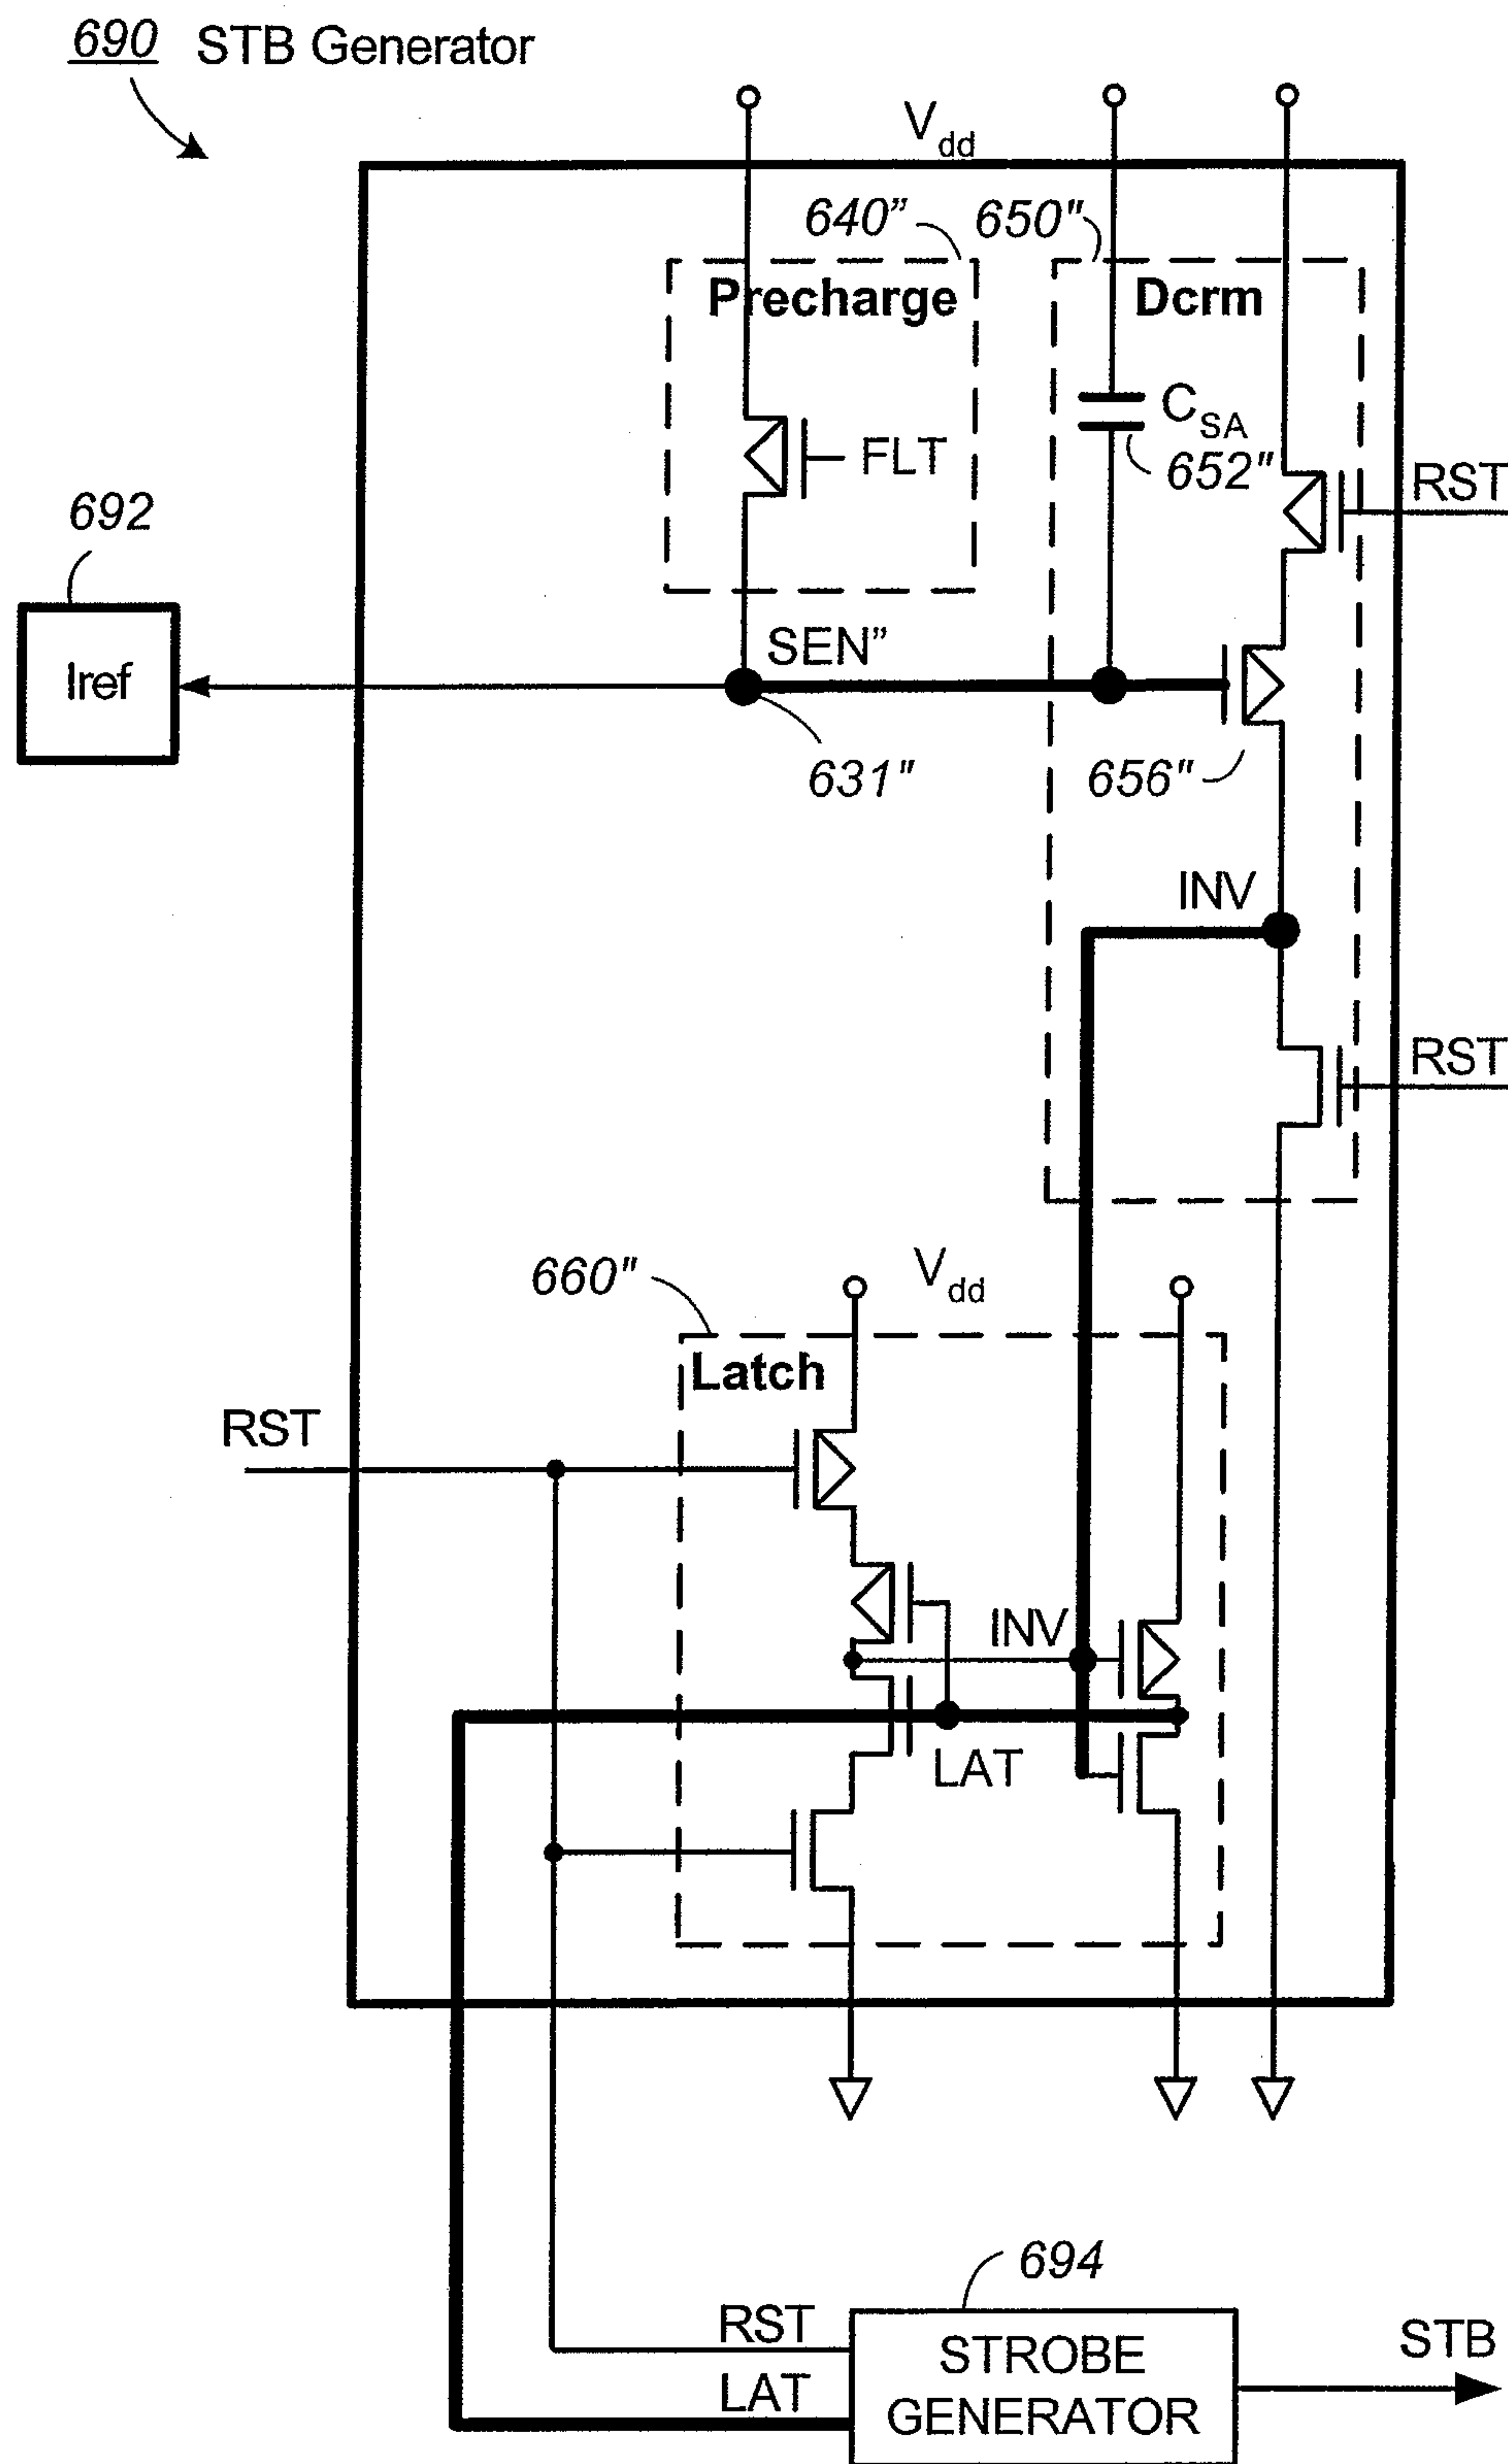 690 STB Generator
Vdd
640” 650"
Precharge Dcrm
CSA
FLT 652"
RST
692
SEN”
Iref
631" 656"
INV
RST
Vdd
660"
Latch
RST
INV
LAT
694
RST STROBE STB
LAT GENERATOR